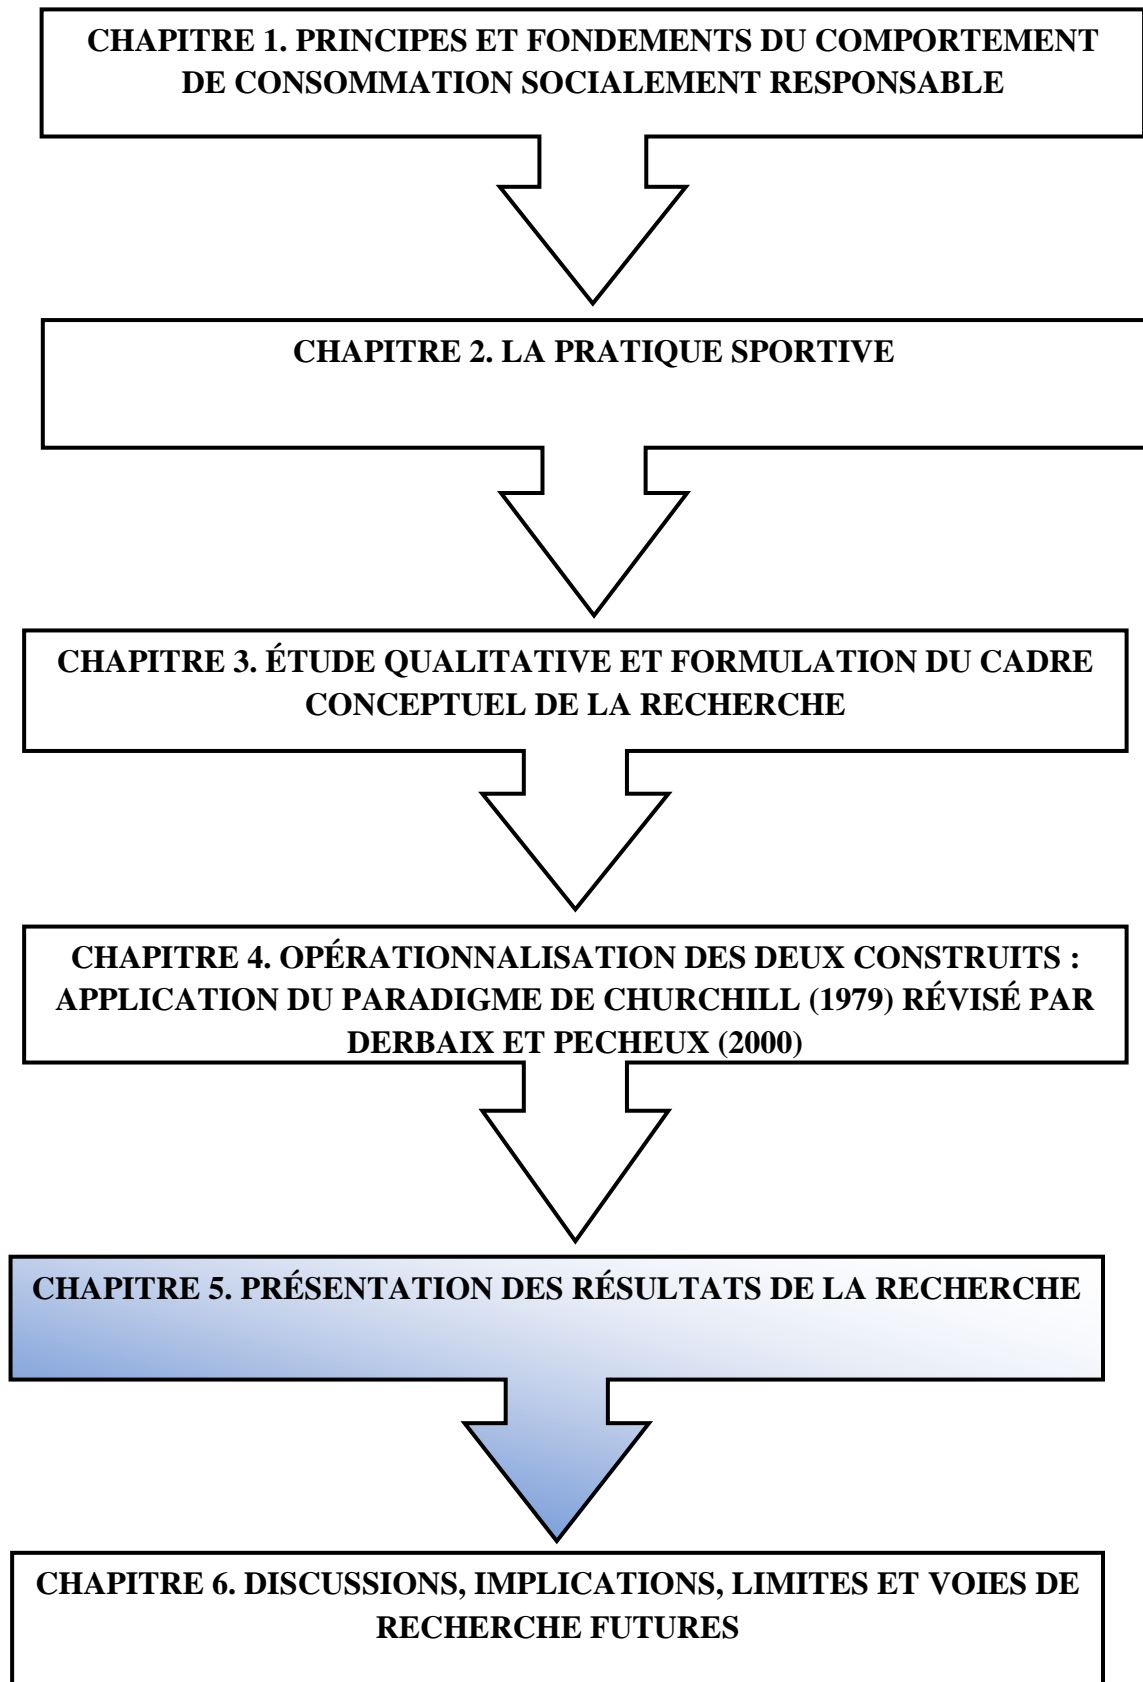 CHAPITRE 1. PRINCIPES ET FONDEMENTS DU COMPORTEMENT
DE CONSOMMATION SOCIALEMENT RESPONSABLE
CHAPITRE 2. LA PRATIQUE SPORTIVE
CHAPITRE 3. ÉTUDE QUALITATIVE ET FORMULATION DU CADRE
CONCEPTUEL DE LA RECHERCHE
CHAPITRE 4. OPÉRATIONNALISATION DES DEUX CONSTRUITS :
APPLICATION DU PARADIGME DE CHURCHILL (1979) RÉVISÉ PAR
DERBAIX ET PECHEUX (2000)
CHAPITRE 5. PRÉSENTATION DES RÉSULTATS DE LA RECHERCHE
CHAPITRE 6. DISCUSSIONS, IMPLICATIONS, LIMITES ET VOIES DE
RECHERCHE FUTURES